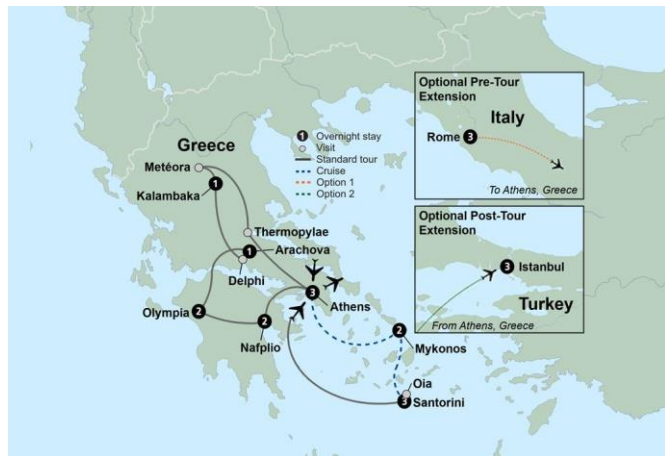 Greece
Metéora
Kalambaka
1
Thermopylae
1
Arachova
Delphi
3
Athens
Olympia
2
2
Nafplio
2
Mykonos
Oia
3
Santorini
1 Overnight stay
Visit
Standard tour
Cruise
Option 1
Option 2
Optional Pre-Tour
Extension
Italy
Rome 3
To Athens, Greece
Optional Post-Tour
Extension
3 Istanbul
Turkey
From Athens, Greece